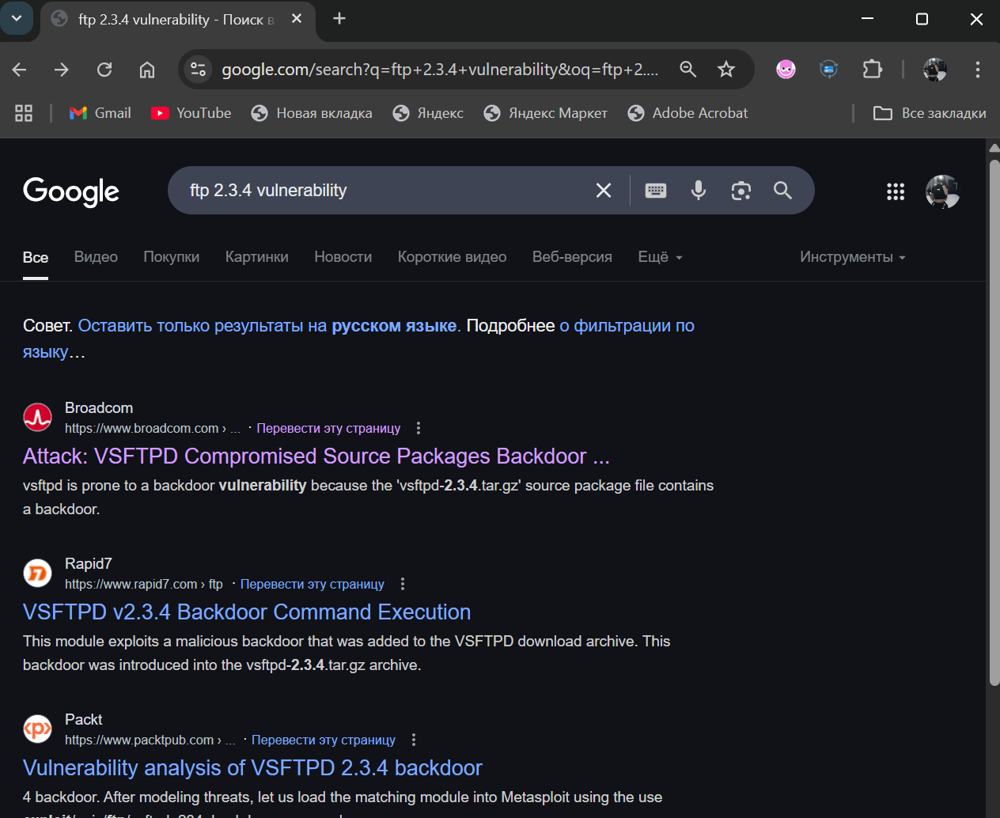 ftp 2.3.4 vulnerability - Поиск в
google.com/search?q=ftp+2.3.4+vulnerability&oq=ftp+2....
Gmail
YouTube
Новая вкладка
Яндекс
Яндекс Маркет
Adobe Acrobat
Все закладки
Google
ftp 2.3.4 vulnerability
Все
Видео
Покупки
Картинки
Новости
Короткие видео
Веб-версия
Ещё
Инструменты
Совет. Оставить только результаты на русском языке. Подробнее о фильтрации по
языку…
Broadcom
https://www.broadcom.com › ... · Перевести эту страницу
Attack: VSFTPD Compromised Source Packages Backdoor ...
vsftpd is prone to a backdoor vulnerability because the 'vsftpd-2.3.4.tar.gz' source package file contains
a backdoor.
Rapid7
https://www.rapid7.com › ftp · Перевести эту страницу
VSFTPD v2.3.4 Backdoor Command Execution
This module exploits a malicious backdoor that was added to the VSFTPD download archive. This
backdoor was introduced into the vsftpd-2.3.4.tar.gz archive.
Packt
https://www.packtpub.com › ... · Перевести эту страницу
Vulnerability analysis of VSFTPD 2.3.4 backdoor
4 backdoor. After modeling threats, let us load the matching module into Metasploit using the use